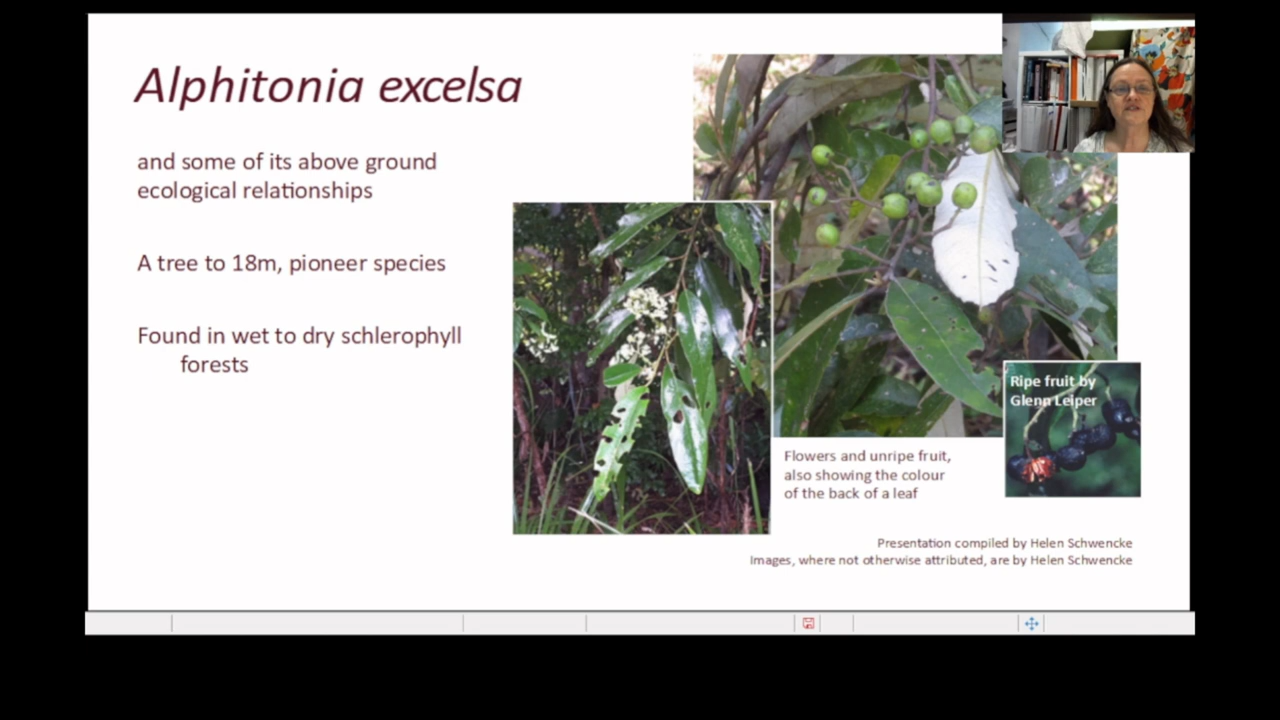 Alphitonia excelsa
and some of its above ground
ecological relationships
A tree to 18m, pioneer species
Found in wet to dry schlerophyll
forests
Ripe fruit by
Glenn Leiper
Flowers and unripe fruit,
also showing the colour
of the back of a leaf
Presentation compiled by Helen Schwencke
Images, where not otherwise attributed, are by Helen Schwencke